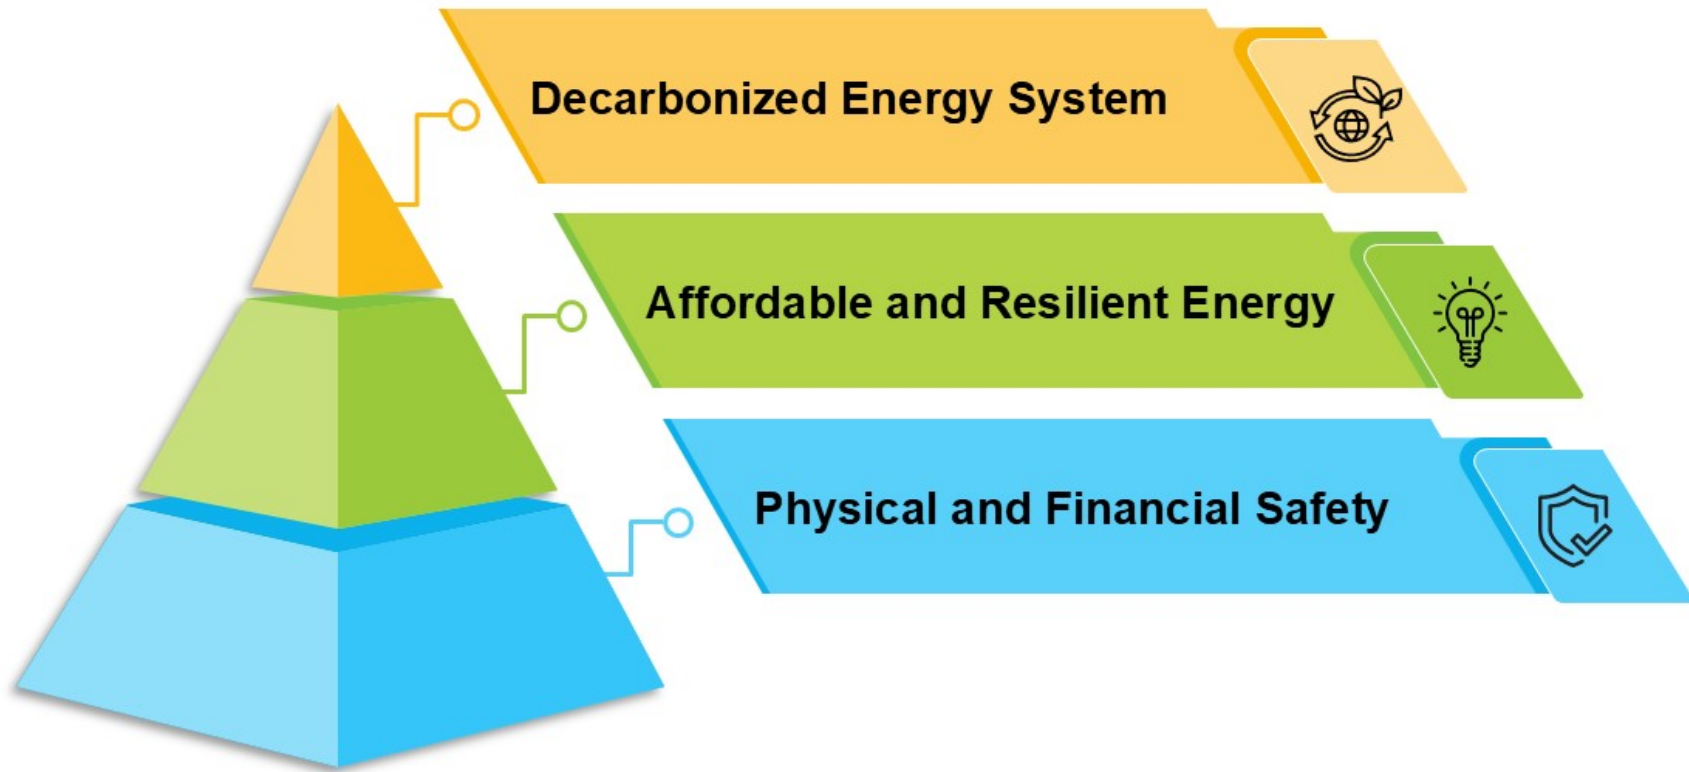 Decarbonized Energy System
Affordable and Resilient Energy
Physical and Financial Safety